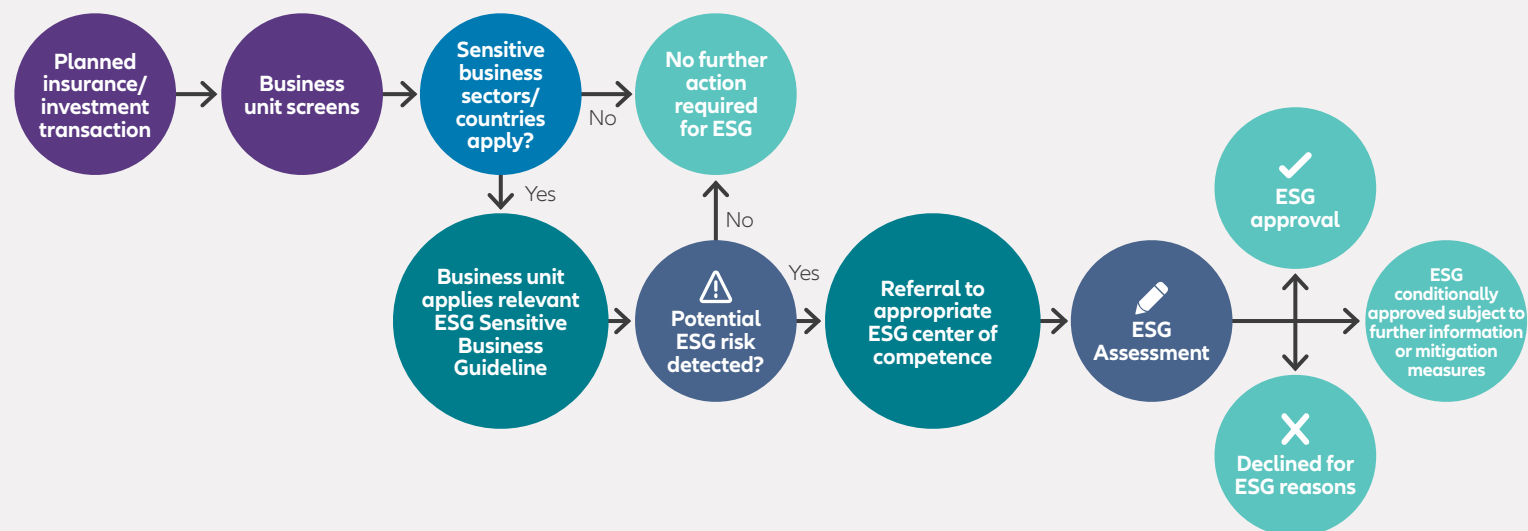 Planned
insurance/
investment
transaction
Business
unit screens
Sensitive
business
sectors/
countries
apply?
No
No further
action
required
for ESG
Yes
Business unit
applies relevant
ESG Sensitive
Business
Guideline
Potential
ESG risk
detected?
No
Yes
Referral to
appropriate
ESG center of
competence
ESG
Assessment
ESG
approval
ESG
conditionally
approved subject to
further information
or mitigation
measures
Declined for
ESG reasons